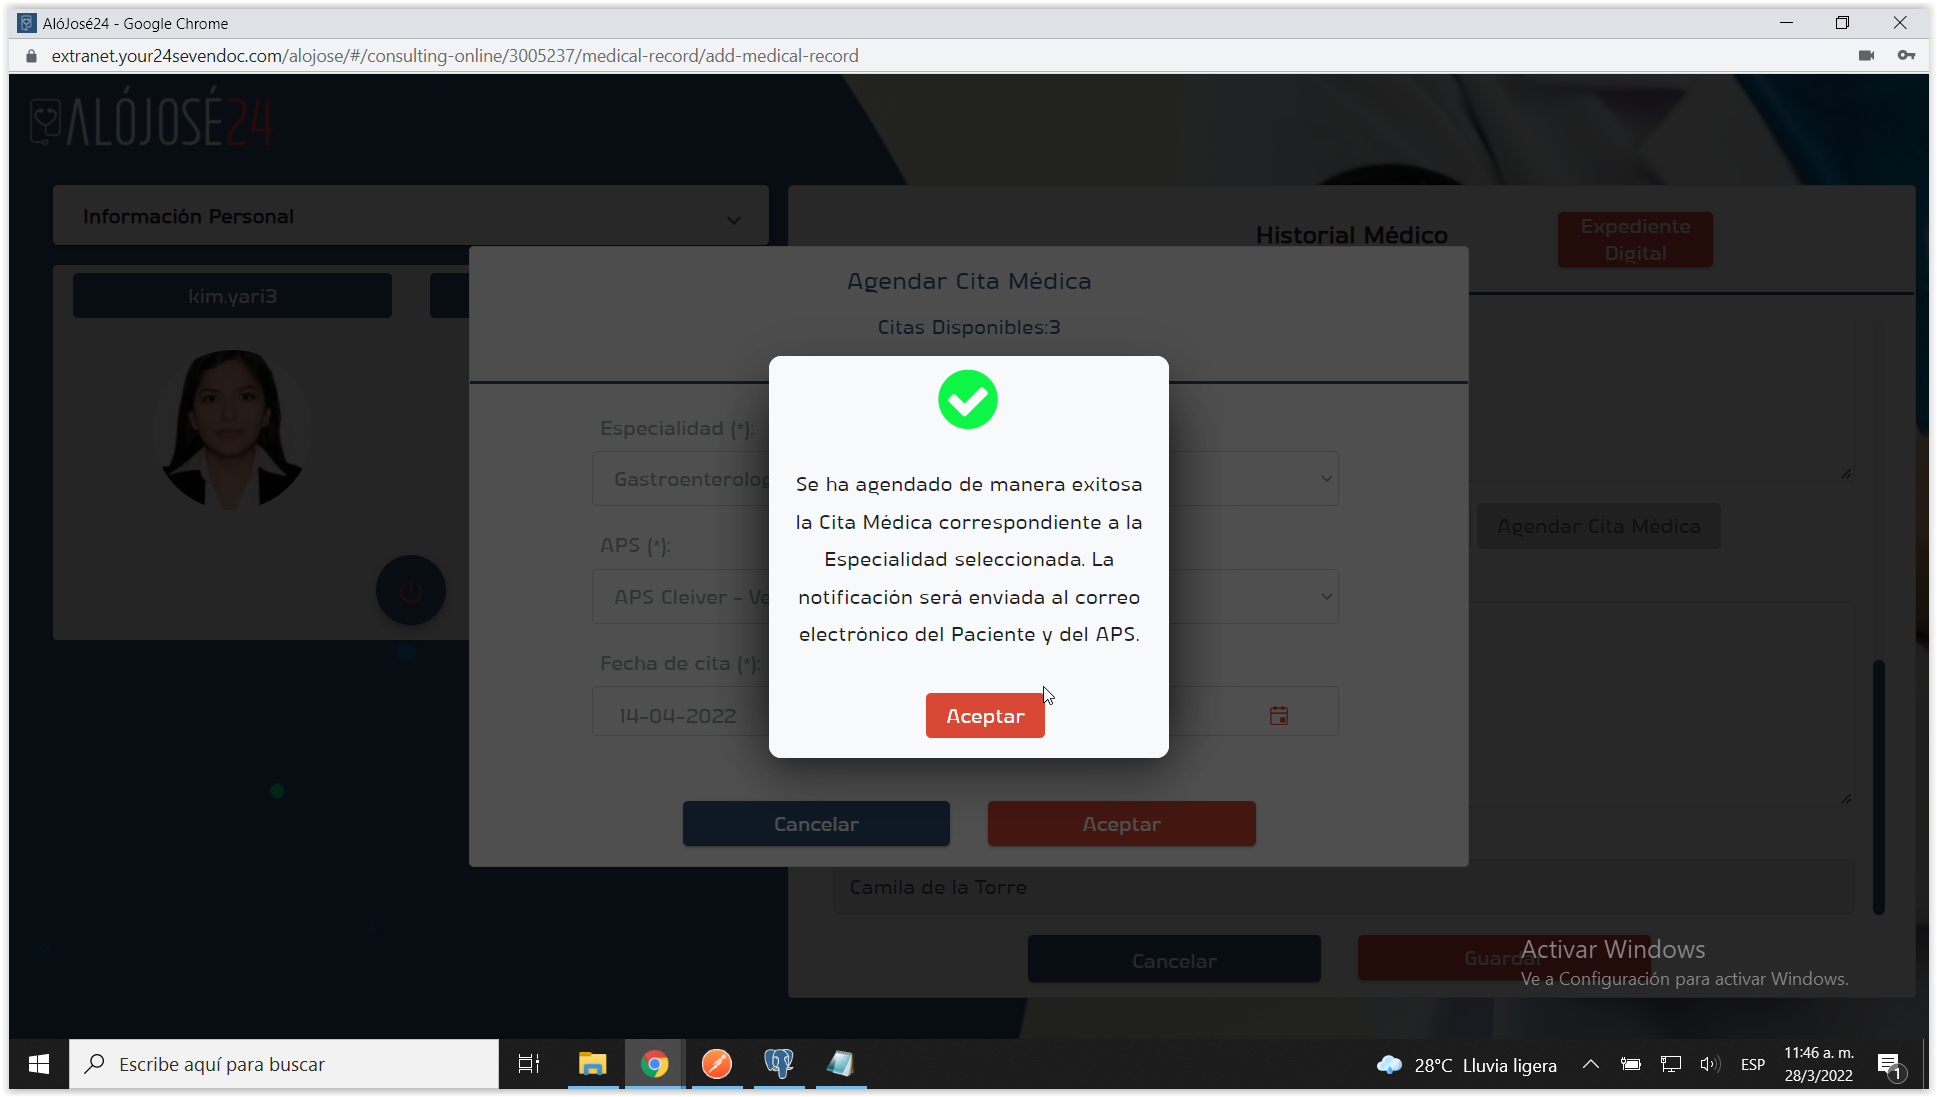 AlóJosé24 - Google Chrome
extranet.your24sevendoc.com/alojose/#/consulting-online/3005237/medical-record/add-medical-record
ALÓJOSÉ24
Información Personal
kim.yari3
Historial Médico
Expediente
Digital
Agendar Cita Médica
Citas Disponibles:3
Especialidad (*):
Gastroenterolog
APS (*):
APS Cleiver - Ve
Fecha de cita (*):
14-04-2022
Cancelar
Aceptar
Se ha agendado de manera exitosa
la Cita Médica correspondiente a la
Especialidad seleccionada. La
notificación será enviada al correo
electrónico del Paciente y del APS.
Aceptar
Agendar Cita Médica
Camila de la Torre
Cancelar
Guardar
Activar Windows
Ve a Configuración para activar Windows.
Escribe aquí para buscar
28°C Lluvia ligera
ESP
11:46 a. m.
28/3/2022
1